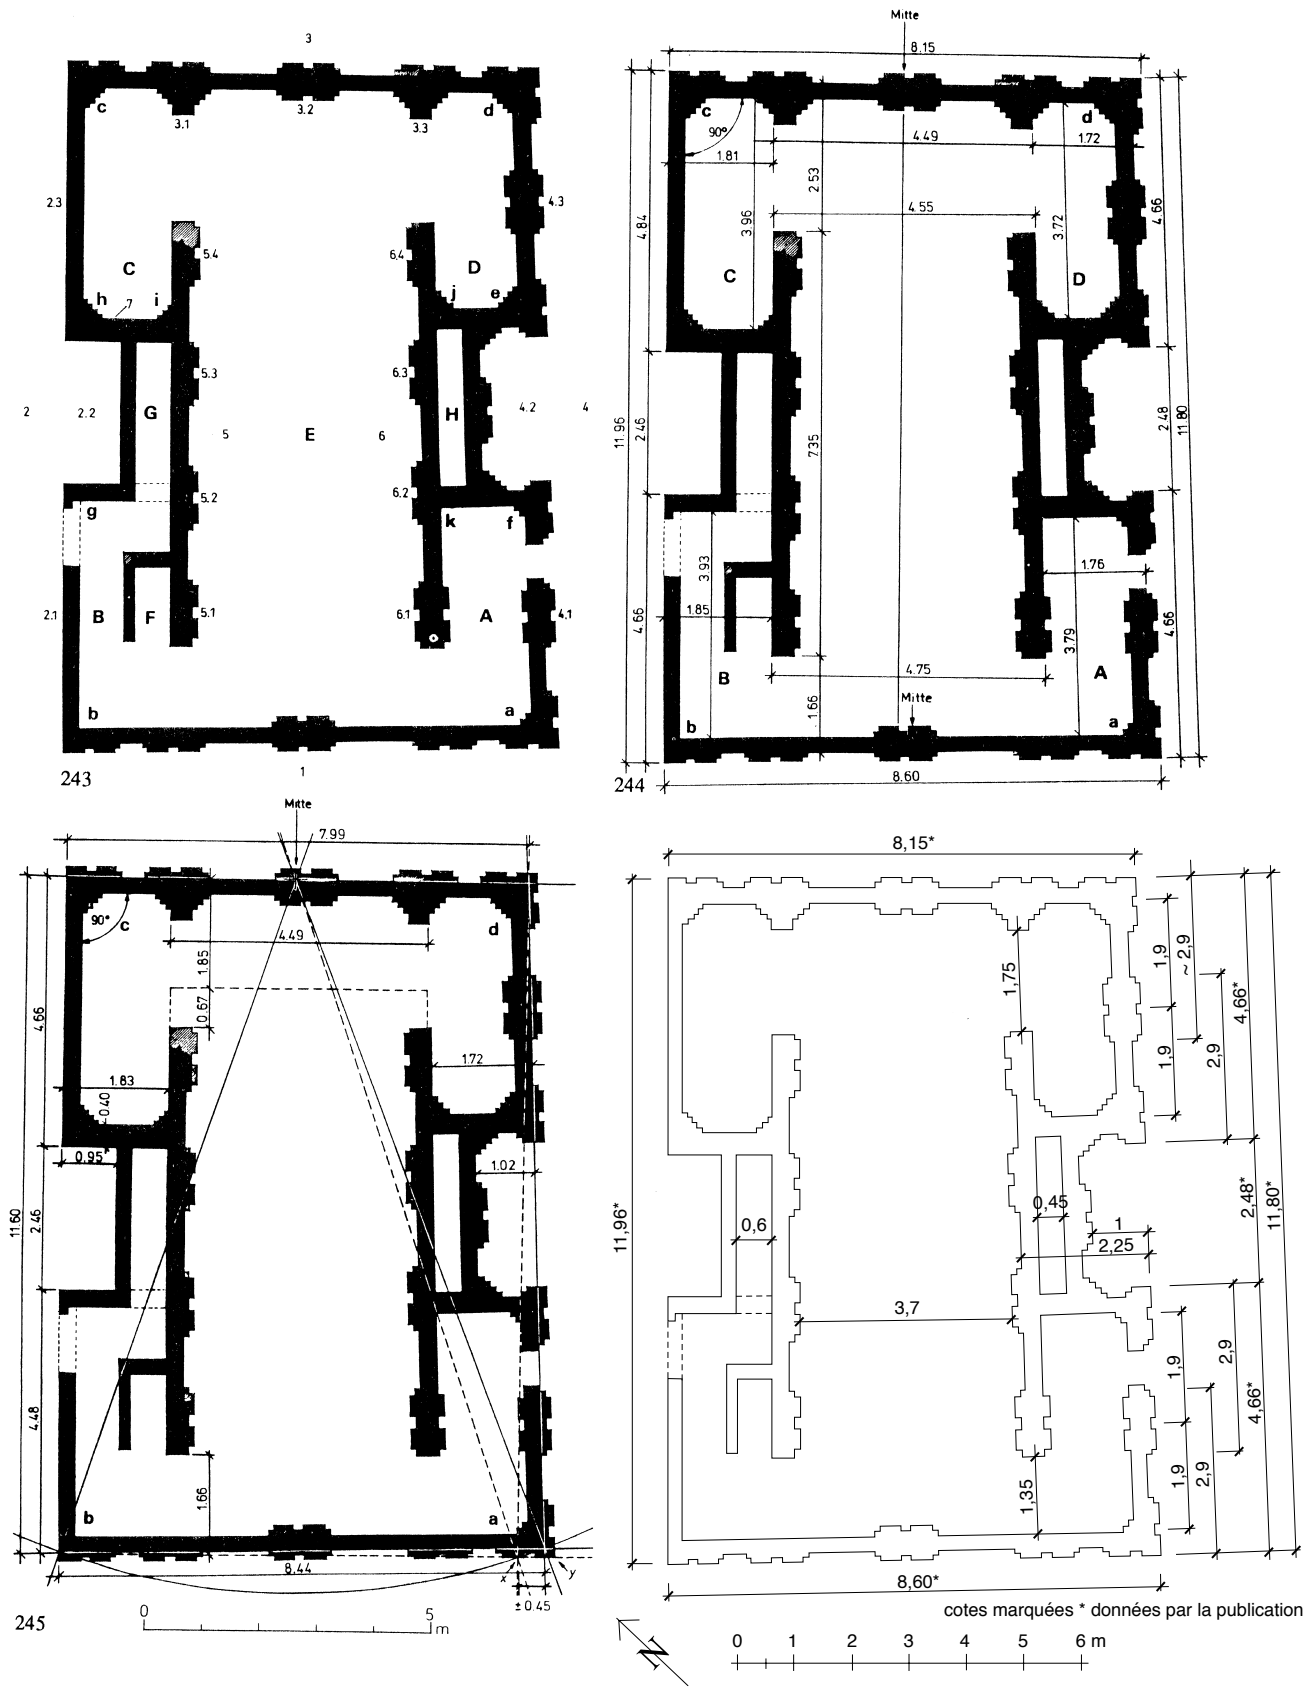 3
c
d
3.1
3.2
3.3
2.3
4.3
5.4
6.4
C
D
h
7
i
j
e
5.3
6.3
2
2.2
G
5
E
6
H
4.2
4
g
5.2
6.2
k
f
2.1
B
F
5.1
6.1
A
4.1
b
a
243
1
Mitte
8.15
c
d
90°
4.49
1.72
1.81
2.53
4.55
4.84
3.96
3.72
4.66
C
D
11.96
2.46
7.35
2.48
11.80
3.93
1.76
1.85
4.66
3.79
4.66
B
4.75
A
Mitte
1.66
b
a
244
8.60
Mitte
7.99
90°
c
d
4.49
1.85
0.67
4.66
1.83
1.72
0.40
0.95
1.02
11.60
2.46
4.48
1.66
b
a
8.44
x
y
± 0.45
245
0
5
m
8,15*
1,75
1,9
~ 2,9
4,66*
1,9
2,9
11,96*
0,6
0,45
1
2,25
2,48*
11,80*
3,7
1,9
2,9
4,66*
1,35
1,9
2,9
8,60*
cotes marquées * données par la publication
N
0 1 2 3 4 5 6 m